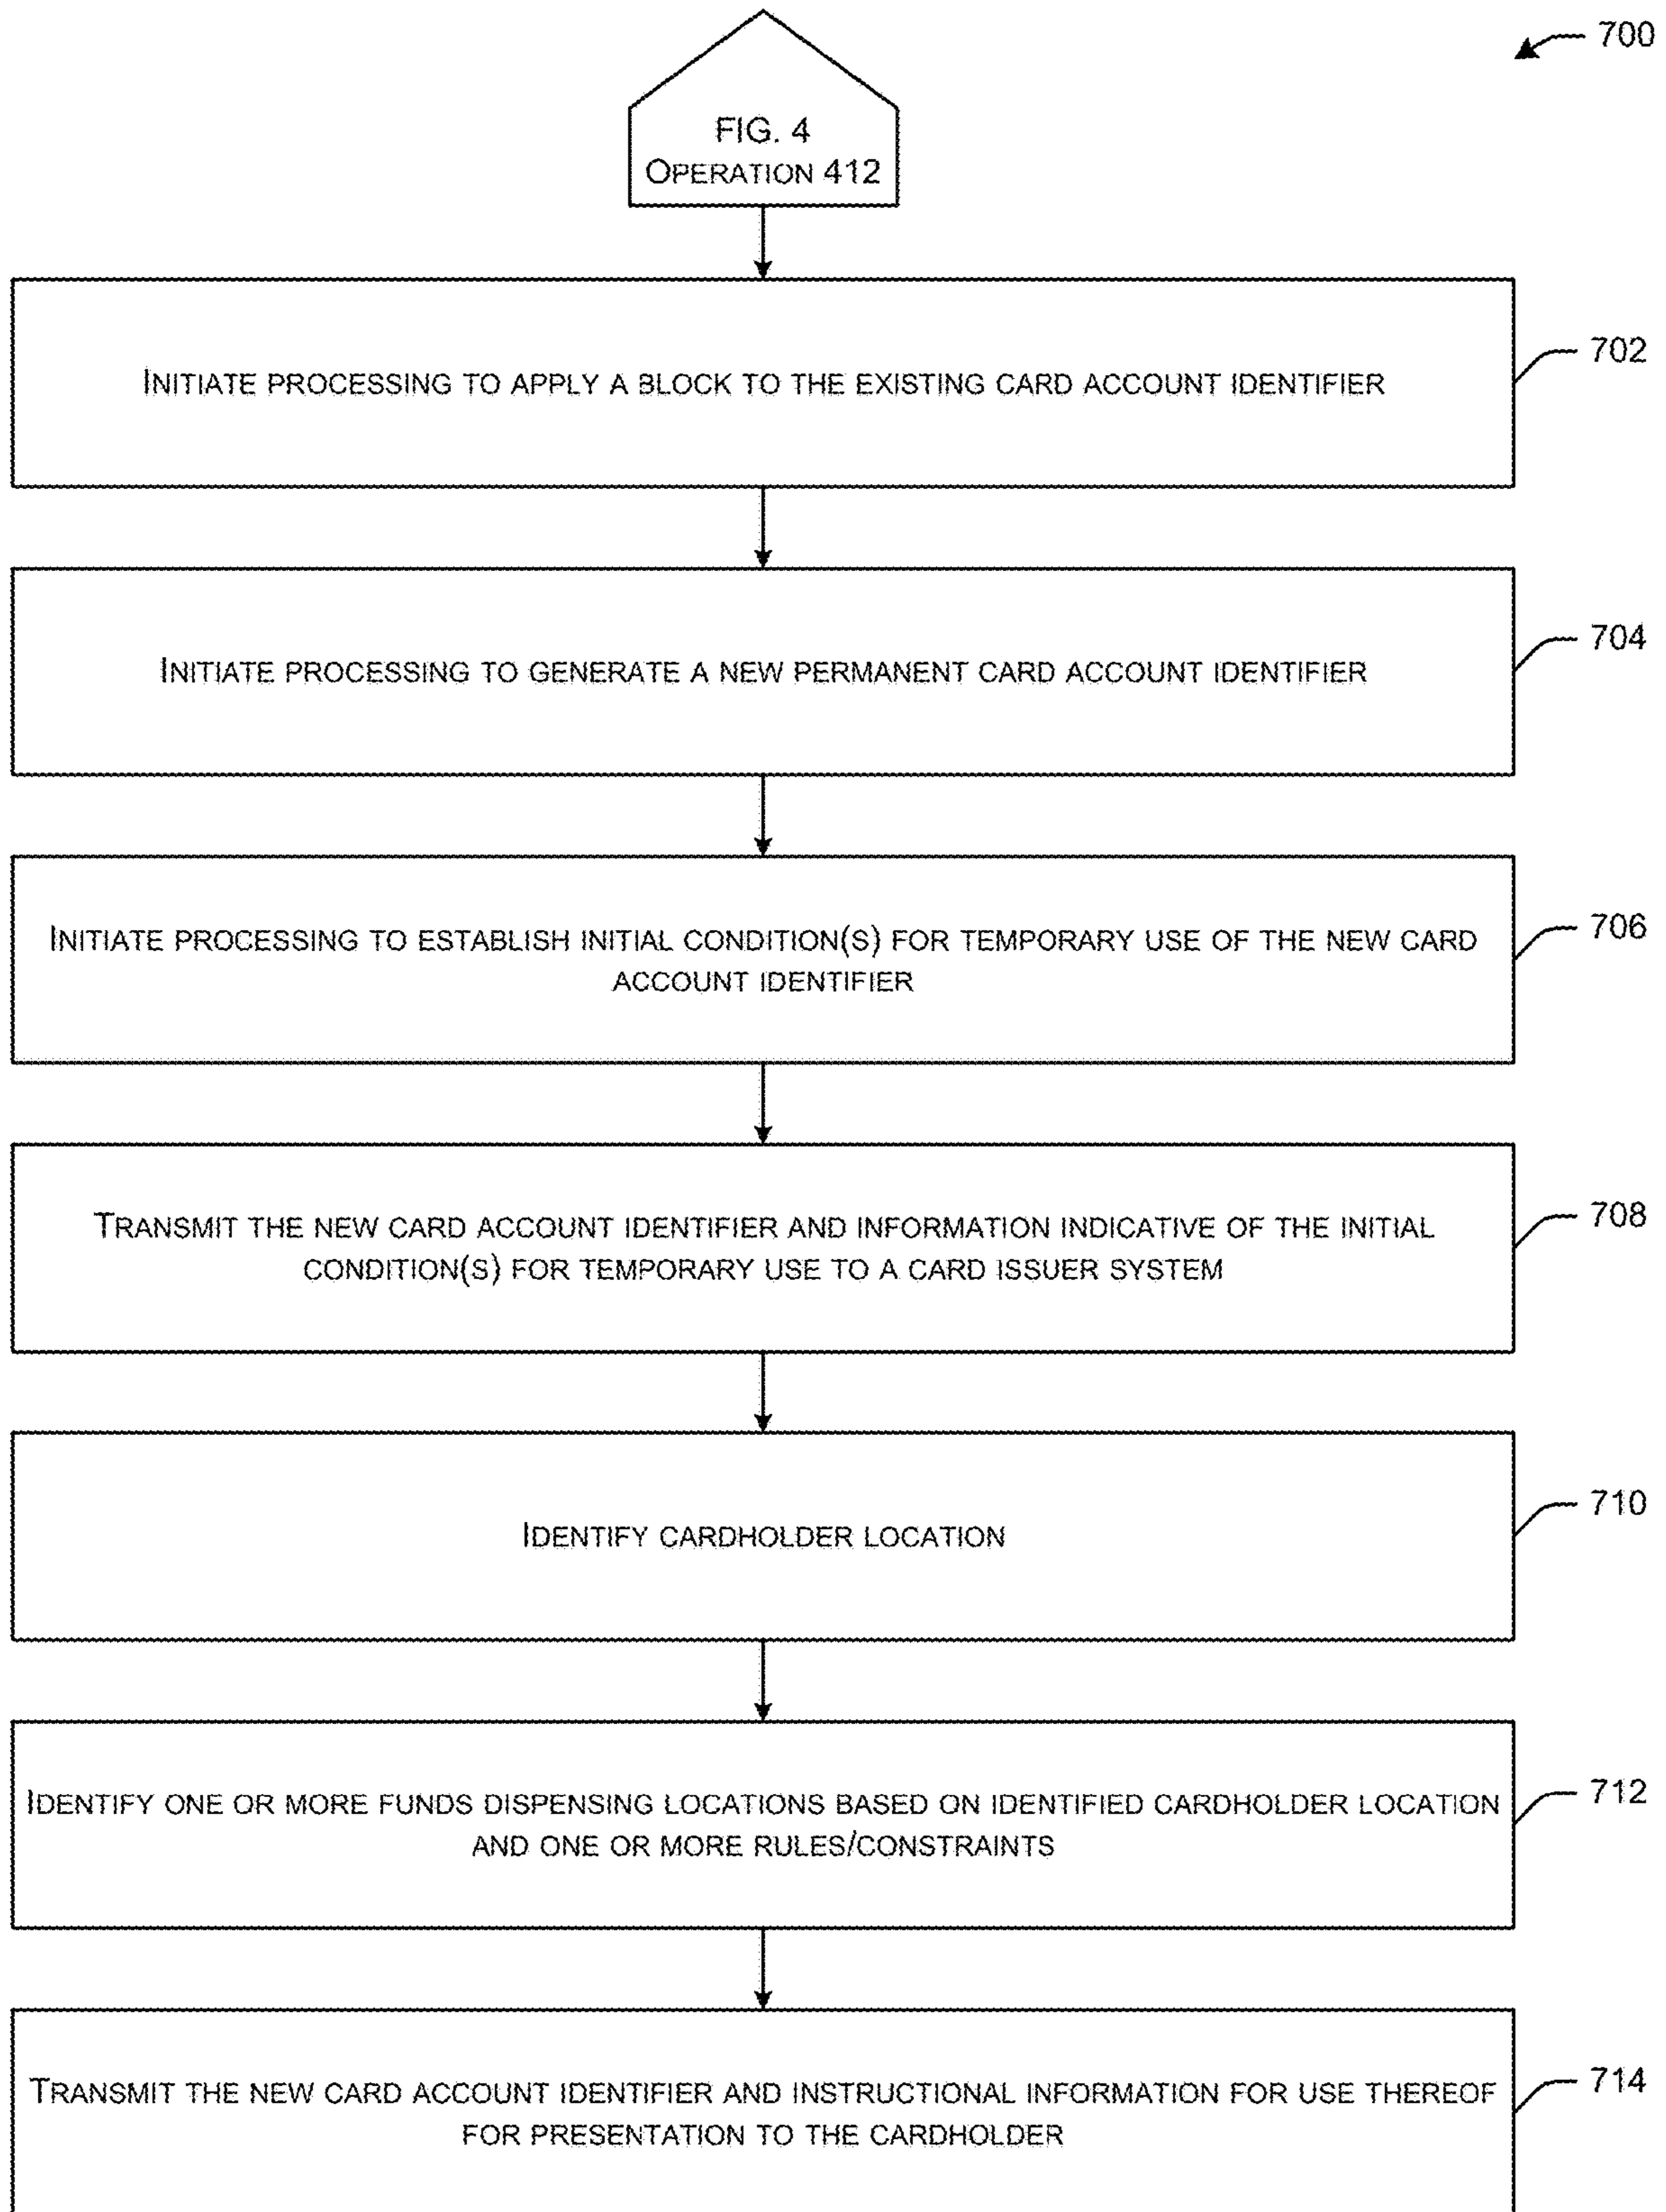 700
FIG. 4
OPERATION 412
INITIATE PROCESSING TO APPLY A BLOCK TO THE EXISTING CARD ACCOUNT IDENTIFIER
702
INITIATE PROCESSING TO GENERATE A NEW PERMANENT CARD ACCOUNT IDENTIFIER
704
INITIATE PROCESSING TO ESTABLISH INITIAL CONDITION(S) FOR TEMPORARY USE OF THE NEW CARD
ACCOUNT IDENTIFIER
706
TRANSMIT THE NEW CARD ACCOUNT IDENTIFIER AND INFORMATION INDICATIVE OF THE INITIAL
CONDITION(S) FOR TEMPORARY USE TO A CARD ISSUER SYSTEM
708
IDENTIFY CARDHOLDER LOCATION
710
IDENTIFY ONE OR MORE FUNDS DISPENSING LOCATIONS BASED ON IDENTIFIED CARDHOLDER LOCATION
AND ONE OR MORE RULES/CONSTRAINTS
712
TRANSMIT THE NEW CARD ACCOUNT IDENTIFIER AND INSTRUCTIONAL INFORMATION FOR USE THEREOF
FOR PRESENTATION TO THE CARDHOLDER
714